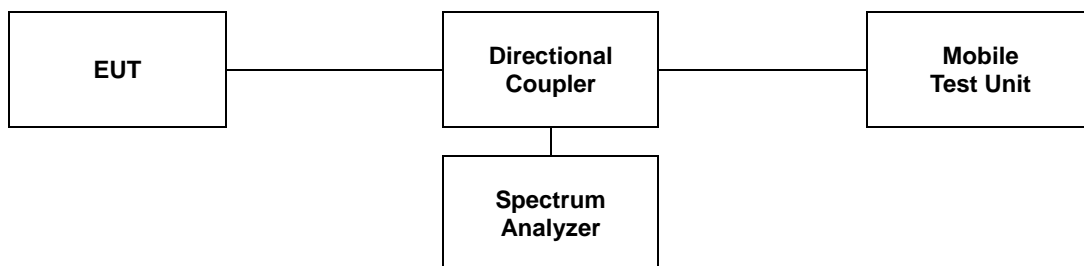 EUT
Directional
Coupler
Mobile
Test Unit
Spectrum
Analyzer